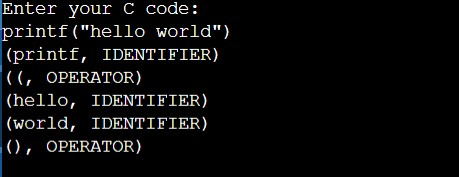 Enter your C code:
printf("hello world")
(printf, IDENTIFIER)
((, OPERATOR)
(hello, IDENTIFIER)
(world, IDENTIFIER)
(), OPERATOR)